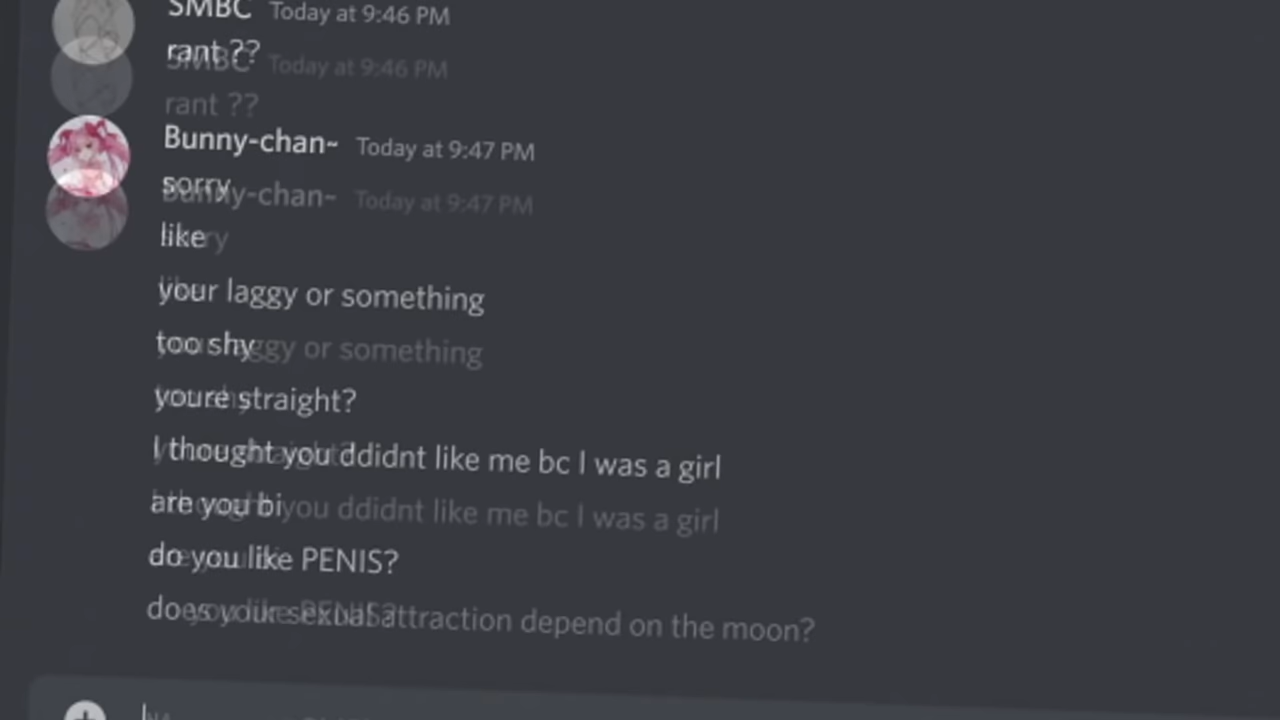 SMBC Today at 9:46 PM
rant ??
Bunny-chan~ Today at 9:47 PM
sorry
like
your laggy or something
too shy
youre straight?
I thought you ddidnt like me bc I was a girl
are you bi
do you like PENIS?
does your sexual attraction depend on the moon?